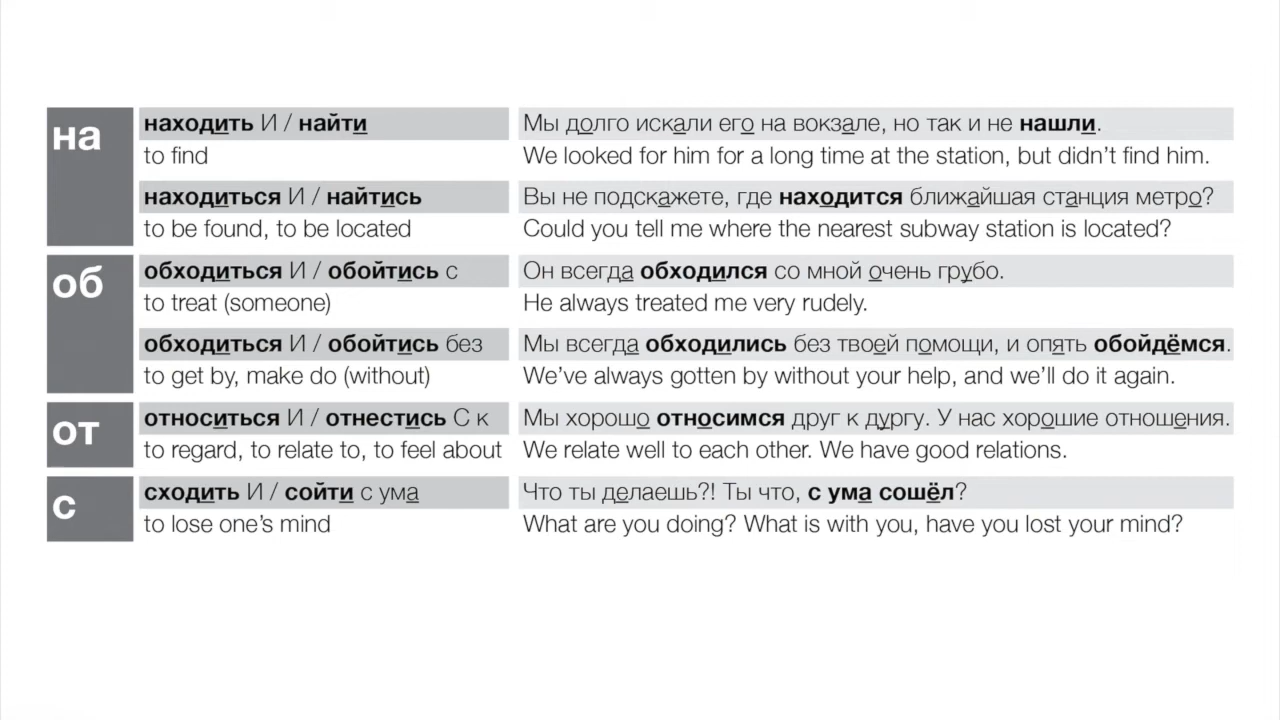 на
находить И / найти Мы долго искали его на вокзале, но так и не нашли.
to find We looked for him for a long time at the station, but didn't find him.
находиться И / найтись Вы не подскажете, где находится ближайшая станция метро?
to be found, to be located Could you tell me where the nearest subway station is located?
об
обходиться И / обойтись с Он всегда обходился со мной очень грубо.
to treat (someone) He always treated me very rudely.
обходиться И / обойтись без Мы всегда обходились без твоей помощи, и опять обойдёмся.
to get by, make do (without) We've always gotten by without your help, and we'll do it again.
от
относиться И / отнестись С к Мы хорошо относимся друг к дургу. У нас хорошие отношения.
to regard, to relate to, to feel about We relate well to each other. We have good relations.
с
сходить И / сойти с ума Что ты делаешь?! Ты что, с ума сошёл?
to lose one's mind What are you doing? What is with you, have you lost your mind?